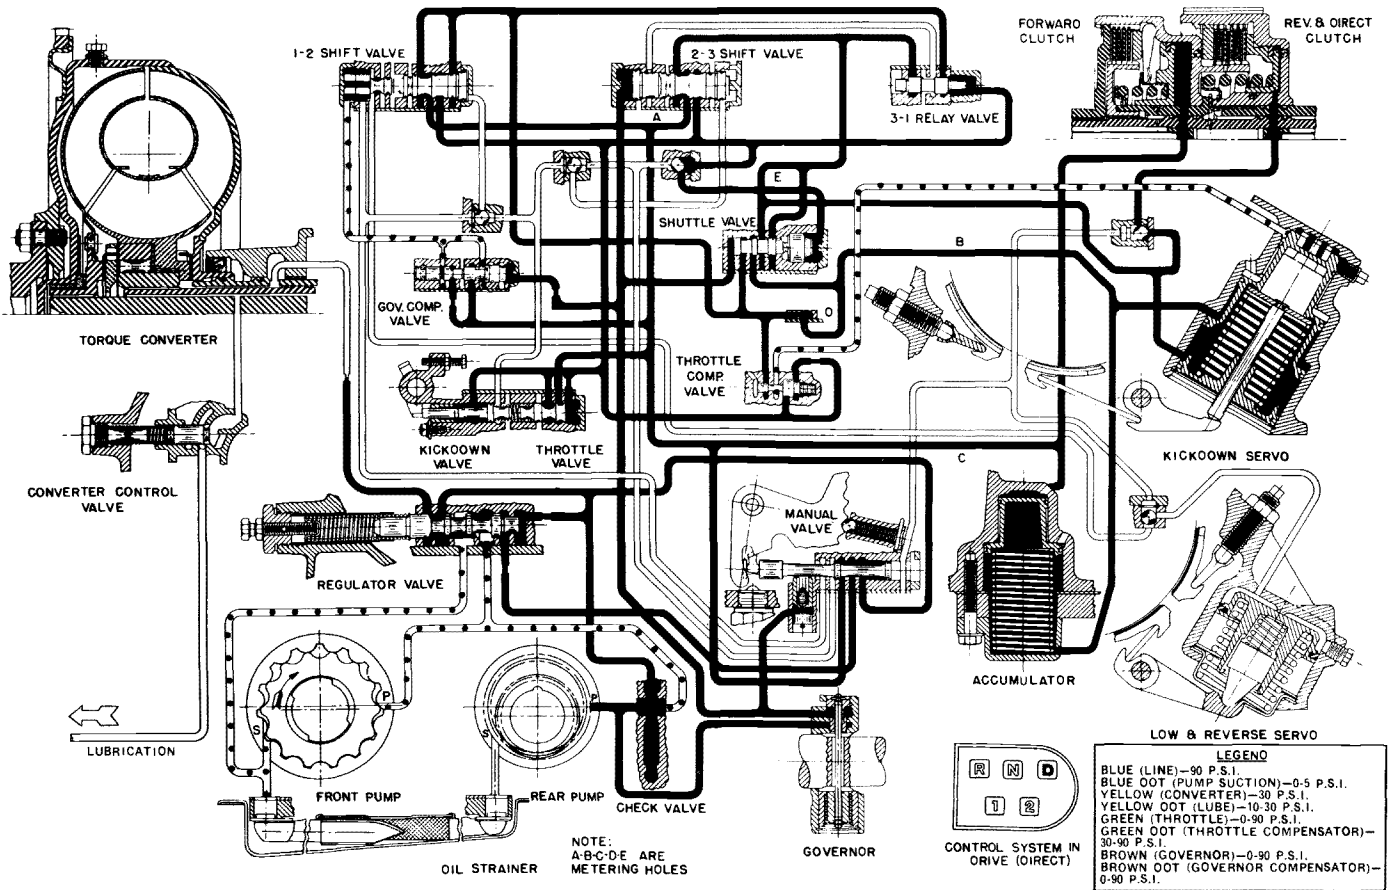 1-2 SHIFT VALVE
2-3 SHIFT VALVE
FORWARO
CLUTCH
REV. & OIRECT
CLUTCH
3-1 RELAY VALVE
A
E
SHUTTLE VALVE
B
GOV. COMP.
VALVE
O
TORQUE CONVERTER
THROTTLE
COMP.
VALVE
KICKOOWN
VALVE
THROTTLE
VALVE
C
KICKOOWN SERVO
CONVERTER CONTROL
VALVE
MANUAL
VALVE
REGULATOR VALVE
ACCUMULATOR
P
P
S
S
LUBRICATION
LOW & REVERSE SERVO
FRONT PUMP
REAR PUMP
CHECK VALVE
OIL STRAINER
NOTE:
A-B-C-D-E ARE
METERING HOLES
GOVERNOR
R N D
1 2
CONTROL SYSTEM IN
ORIVE (OIRECT)
LEGENO
BLUE (LINE)—90 P.S.I.
BLUE OOT (PUMP SUCTION)—0-5 P.S.I.
YELLOW (CONVERTER)—30 P.S.I.
YELLOW OOT (LUBE)—10-30 P.S.I.
GREEN (THROTTLE)—0-90 P.S.I.
GREEN OOT (THROTTLE COMPENSATOR)—
30-90 P.S.I.
BROWN (GOVERNOR)—0-90 P.S.I.
BROWN OOT (GOVERNOR COMPENSATOR)—
0-90 P.S.I.